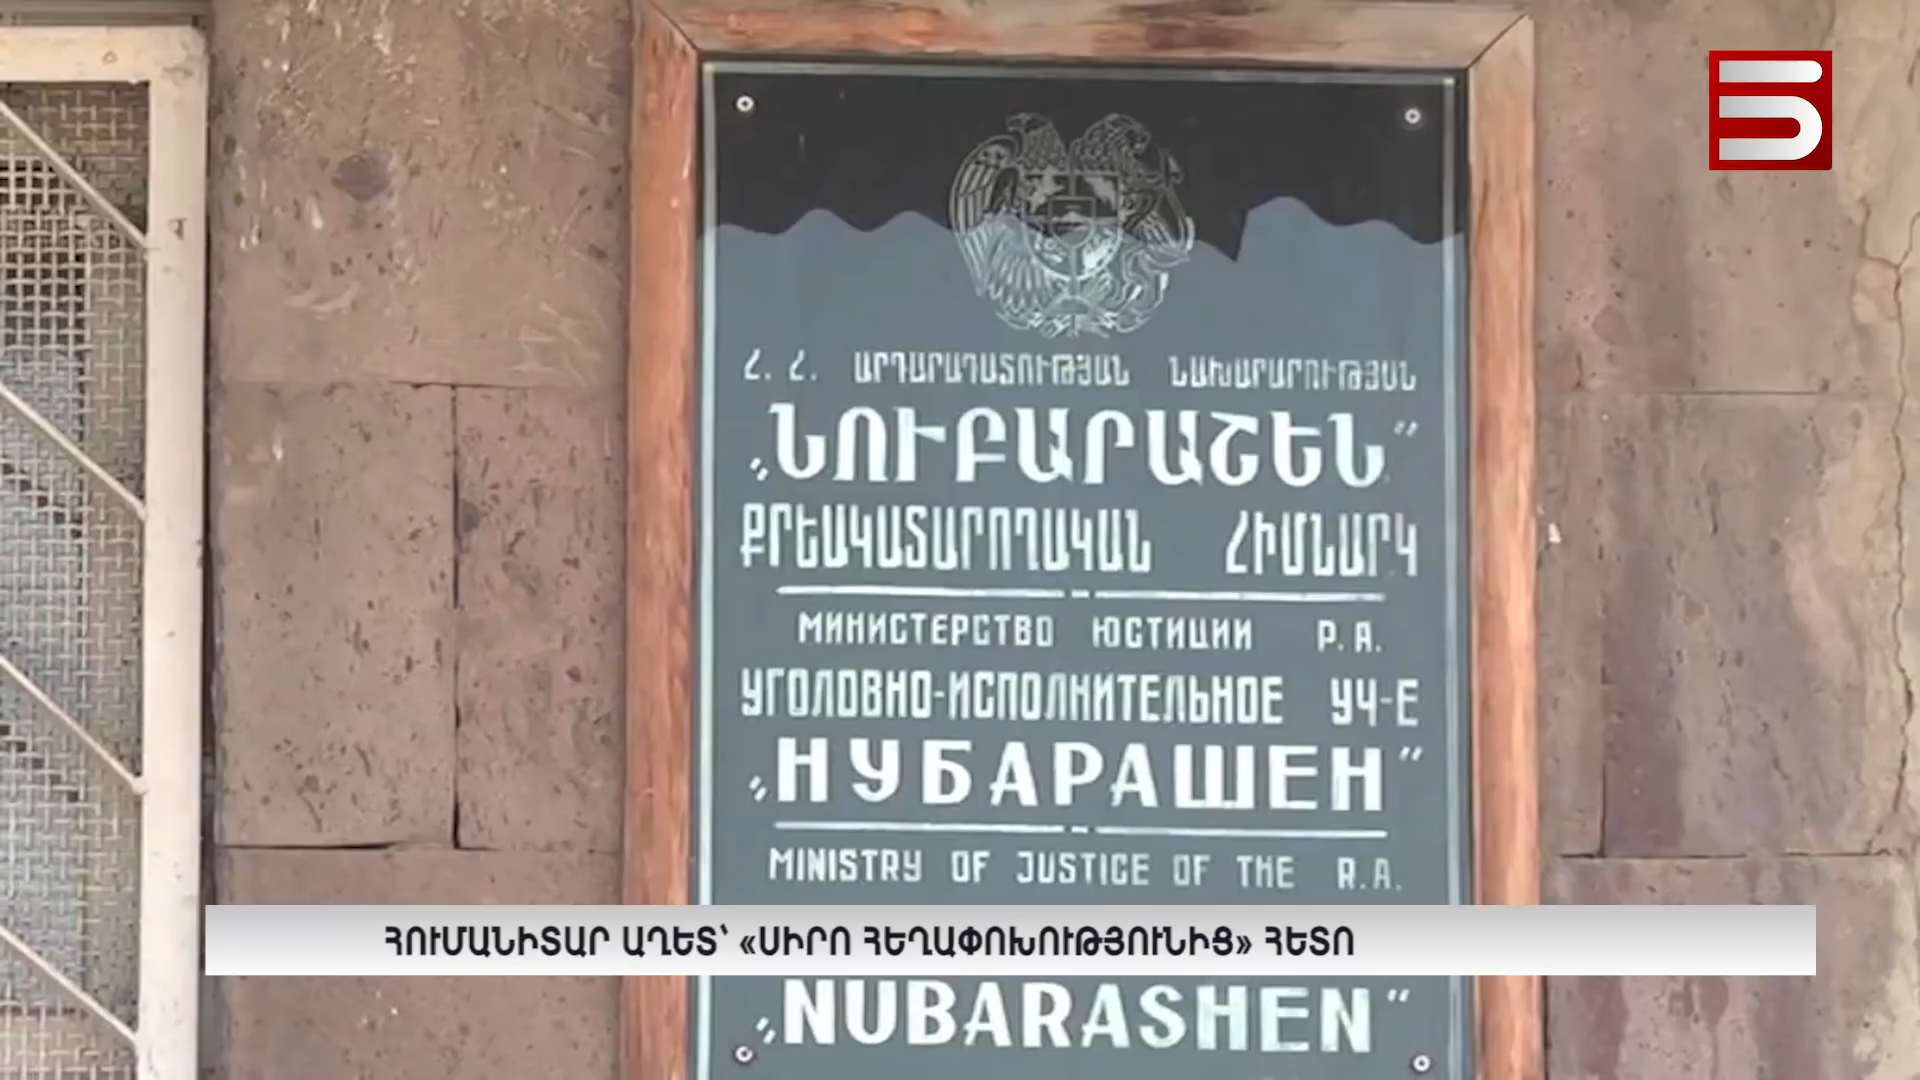 Հ. Հ. ԱՐԴԱՐԱԴԱՏՈՒԹՅԱՆ ՆԱԽԱՐԱՐՈՒԹՅԱՆ
„ՆՈՒԲԱՐԱՇԵՆ“
ՔՐԵԱԿԱՏԱՐՈՂԱԿԱՆ ՀԻՄՆԱՐԿ
МИНИСТЕРСТВО ЮСТИЦИИ Р.А.
УГОЛОВНО-ИСПОЛНИТЕЛЬНОЕ УЧ-Е
„НУБАРАШЕН“
MINISTRY OF JUSTICE OF THE R.A.
ՀՈՒՄԱՆԻՏԱՐ ԱՂԵՏ՝ «ՍԻՐՈ ՀԵՂԱՓՈԽՈՒԹՅՈՒՆԻՑ» ՀԵՏՈ
„NUBARASHEN“